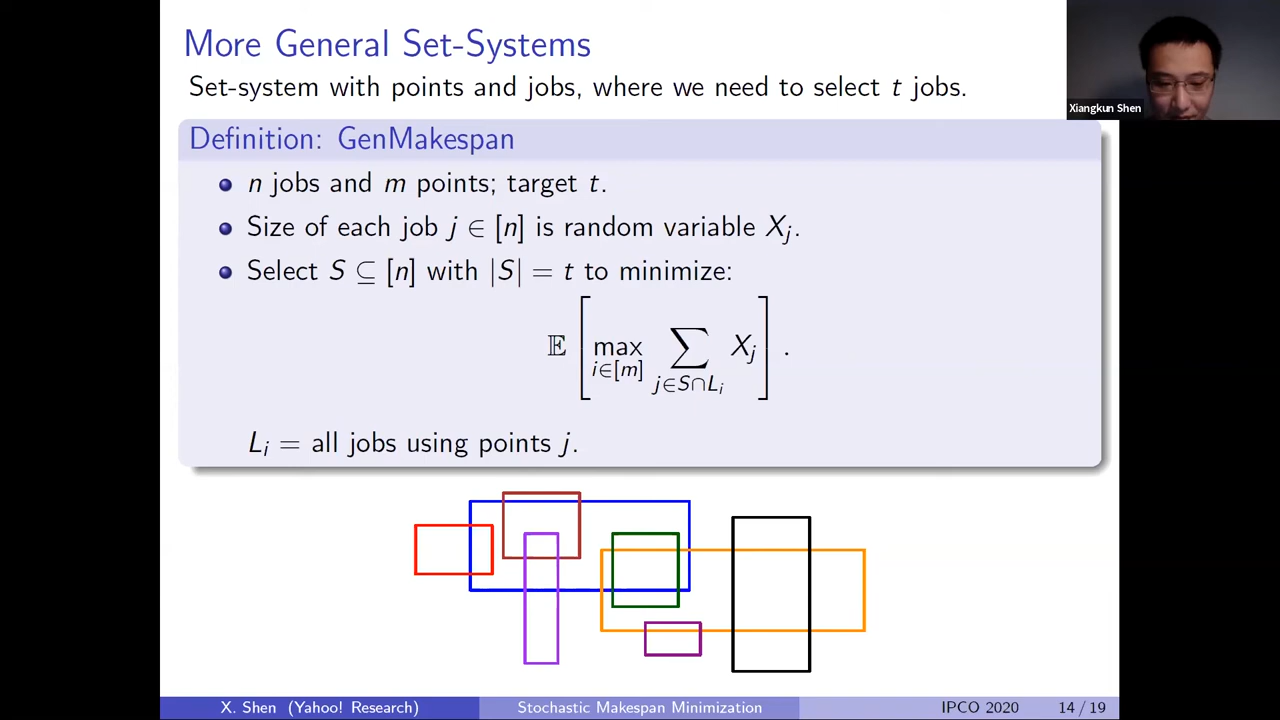 More General Set-Systems
Set-system with points and jobs, where we need to select t jobs.
Xiangkun Shen
Definition: GenMakespan
n jobs and m points; target t.
Size of each job j ∈ [n] is random variable X_j.
Select S ⊆ [n] with |S| = t to minimize:
𝔼 [ max_{i∈[m]} ∑_{j∈S∩L_i} X_j ] .
L_i = all jobs using points j.
X. Shen (Yahoo! Research) Stochastic Makespan Minimization IPCO 2020 14 / 19